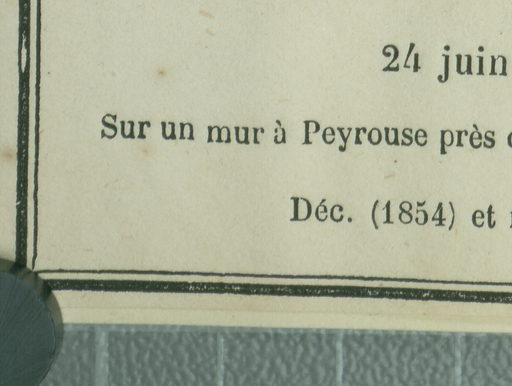 24 juin
Sur un mur à Peyrouse près
Déc. (1854) et